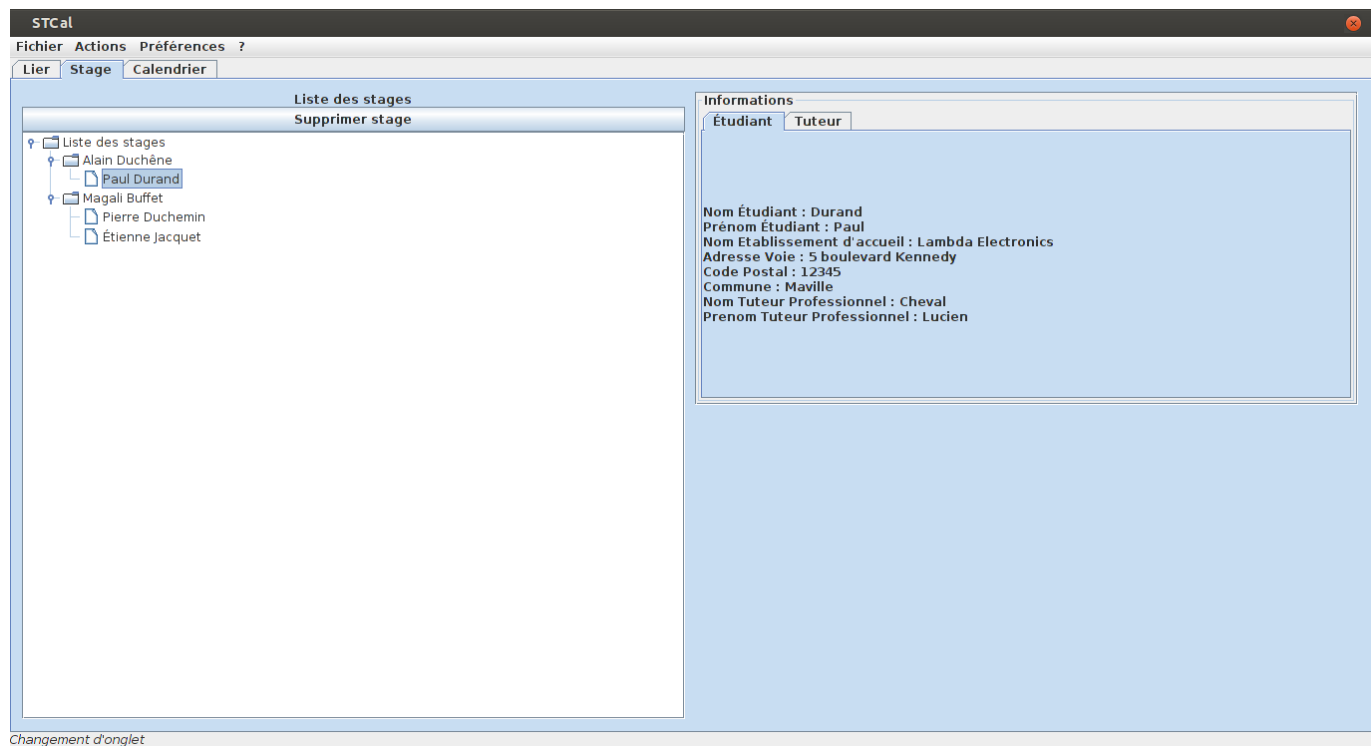 STCal
Fichier Actions Préférences ?
Lier Stage Calendrier
Liste des stages
Supprimer stage
Liste des stages
Alain Duchêne
Paul Durand
Magali Buffet
Pierre Duchemin
Étienne Jacquet
Informations
Étudiant Tuteur
Nom Étudiant : Durand
Prénom Étudiant : Paul
Nom Etablissement d'accueil : Lambda Electronics
Adresse Voie : 5 boulevard Kennedy
Code Postal : 12345
Commune : Maville
Nom Tuteur Professionnel : Cheval
Prenom Tuteur Professionnel : Lucien
Changement d'onglet